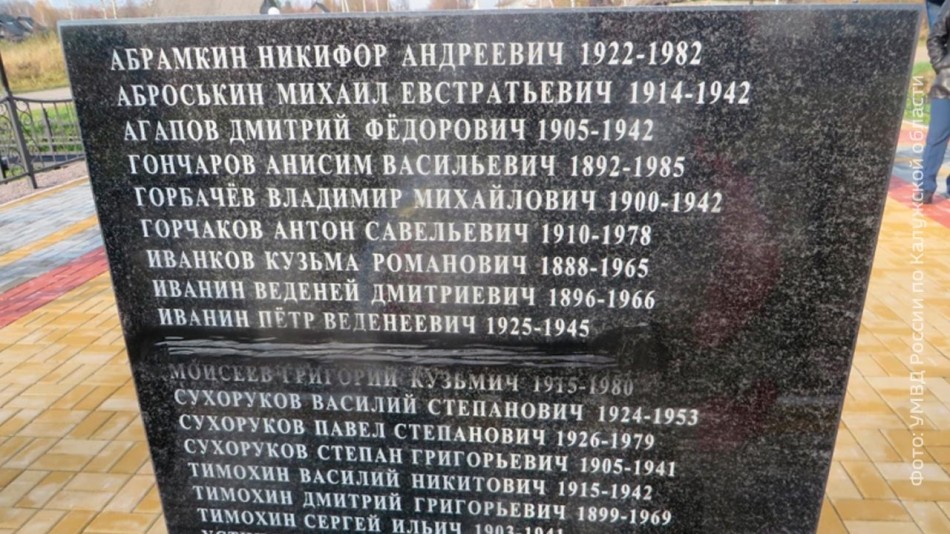 АБРАМКИН НИКИФОР АНДРЕЕВИЧ 1922-1982
АБРОСЬКИН МИХАИЛ ЕВСТРАТЬЕВИЧ 1914-1942
АГАПОВ ДМИТРИЙ ФЁДОРОВИЧ 1905-1942
ГОНЧАРОВ АНИСИМ ВАСИЛЬЕВИЧ 1892-1985
ГОРБАЧЁВ ВЛАДИМИР МИХАЙЛОВИЧ 1900-1942
ГОРЧАКОВ АНТОН САВЕЛЬЕВИЧ 1910-1978
ИВАНКОВ КУЗЬМА РОМАНОВИЧ 1888-1965
ИВАНИН ВЕДЕНЕЙ ДМИТРИЕВИЧ 1896-1966
ИВАНИН ПЁТР ВЕДЕНЕЕВИЧ 1925-1945
МОИСЕЕВ ГРИГОРИЙ КУЗЬМИЧ 1915-1980
СУХОРУКОВ ВАСИЛИЙ СТЕПАНОВИЧ 1924-1953
СУХОРУКОВ ПАВЕЛ СТЕПАНОВИЧ 1926-1979
СУХОРУКОВ СТЕПАН ГРИГОРЬЕВИЧ 1905-1941
ТИМОХИН ВАСИЛИЙ НИКИТОВИЧ 1915-1942
ТИМОХИН ДМИТРИЙ ГРИГОРЬЕВИЧ 1899-1969
ТИМОХИН СЕРГЕЙ ИЛЬИЧ 1903-1941
Фото: УМВД России по Калужской области